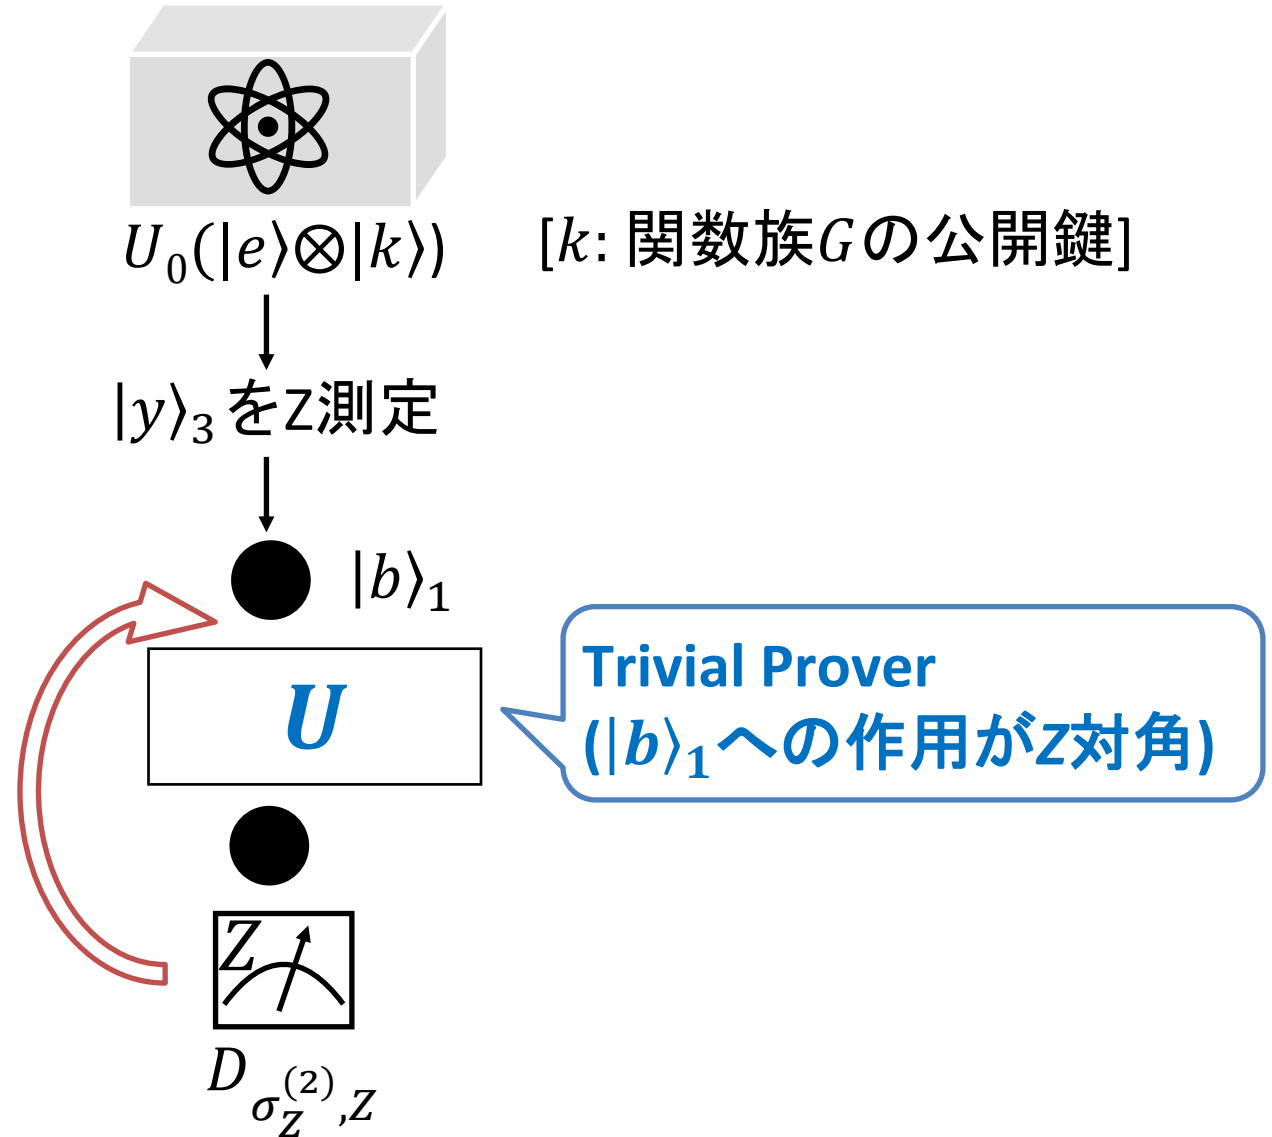 U₀(|e⟩⊗|k⟩) [k: 関数族Gの公開鍵]
|y⟩₃をZ測定
|b⟩₁
U
Trivial Prover
(|b⟩₁への作用がZ対角)
Z
D_{σ_Z^{(2)},Z}